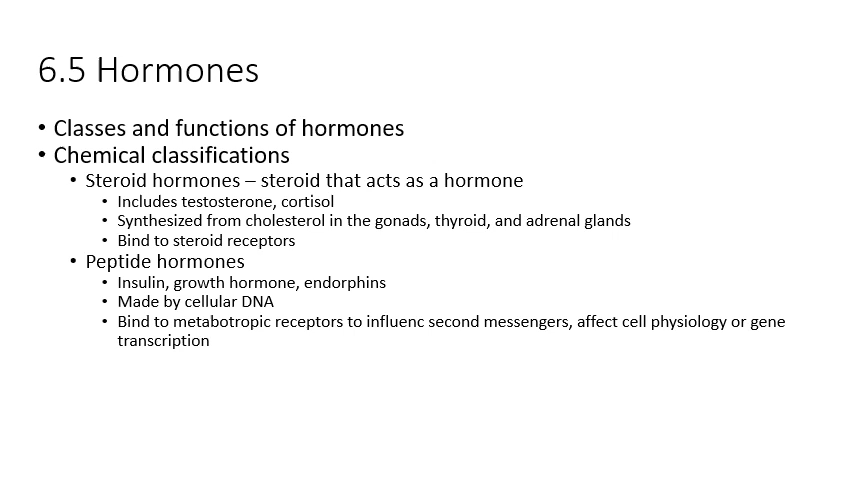 6.5 Hormones
• Classes and functions of hormones
• Chemical classifications
• Steroid hormones – steroid that acts as a hormone
• Includes testosterone, cortisol
• Synthesized from cholesterol in the gonads, thyroid, and adrenal glands
• Bind to steroid receptors
• Peptide hormones
• Insulin, growth hormone, endorphins
• Made by cellular DNA
• Bind to metabotropic receptors to influenc second messengers, affect cell physiology or gene
transcription